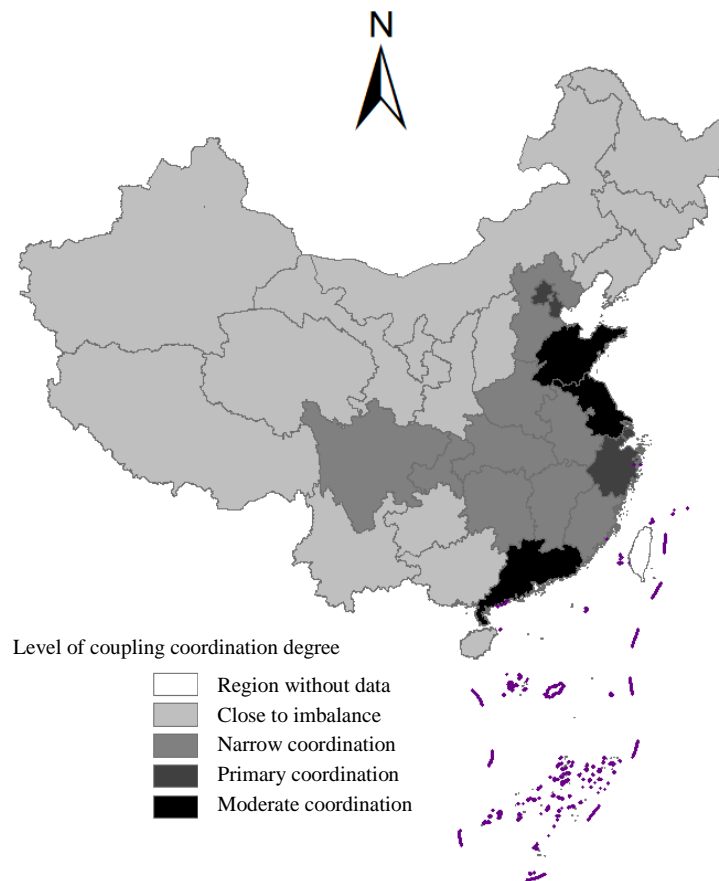 N
Level of coupling coordination degree
Region without data
Close to imbalance
Narrow coordination
Primary coordination
Moderate coordination